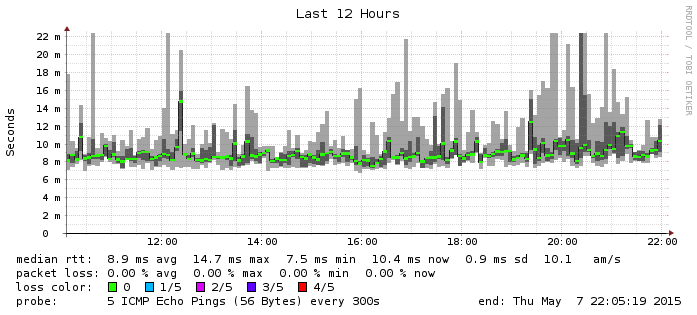 Last 12 Hours
RRDTOOL / TOBI OETIKER
Seconds
22 m
20 m
18 m
16 m
14 m
12 m
10 m
8 m
6 m
4 m
2 m
0
12:00 14:00 16:00 18:00 20:00 22:00
median rtt: 8.9 ms avg 14.7 ms max 7.5 ms min 10.4 ms now 0.9 ms sd 10.1 am/s
packet loss: 0.00 % avg 0.00 % max 0.00 % min 0.00 % now
loss color: 0 1/5 2/5 3/5 4/5
probe: 5 ICMP Echo Pings (56 Bytes) every 300s end: Thu May 7 22:05:19 2015